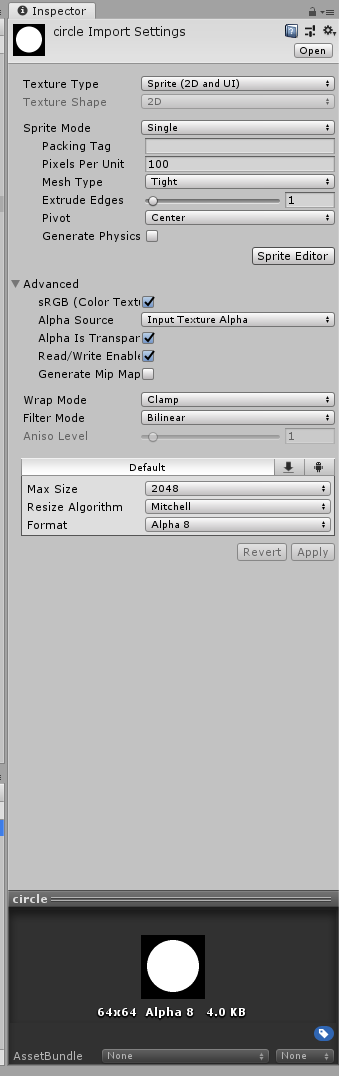 Inspector
circle Import Settings
Open
Texture Type Sprite (2D and UI)
Texture Shape 2D
Sprite Mode Single
Packing Tag
Pixels Per Unit 100
Mesh Type Tight
Extrude Edges 1
Pivot Center
Generate Physics
Sprite Editor
Advanced
sRGB (Color Textu
Alpha Source Input Texture Alpha
Alpha Is Transpar
Read/Write Enable
Generate Mip Map
Wrap Mode Clamp
Filter Mode Bilinear
Aniso Level 1
Default
Max Size 2048
Resize Algorithm Mitchell
Format Alpha 8
Revert Apply
circle
64x64 Alpha 8 4.0 KB
AssetBundle None None